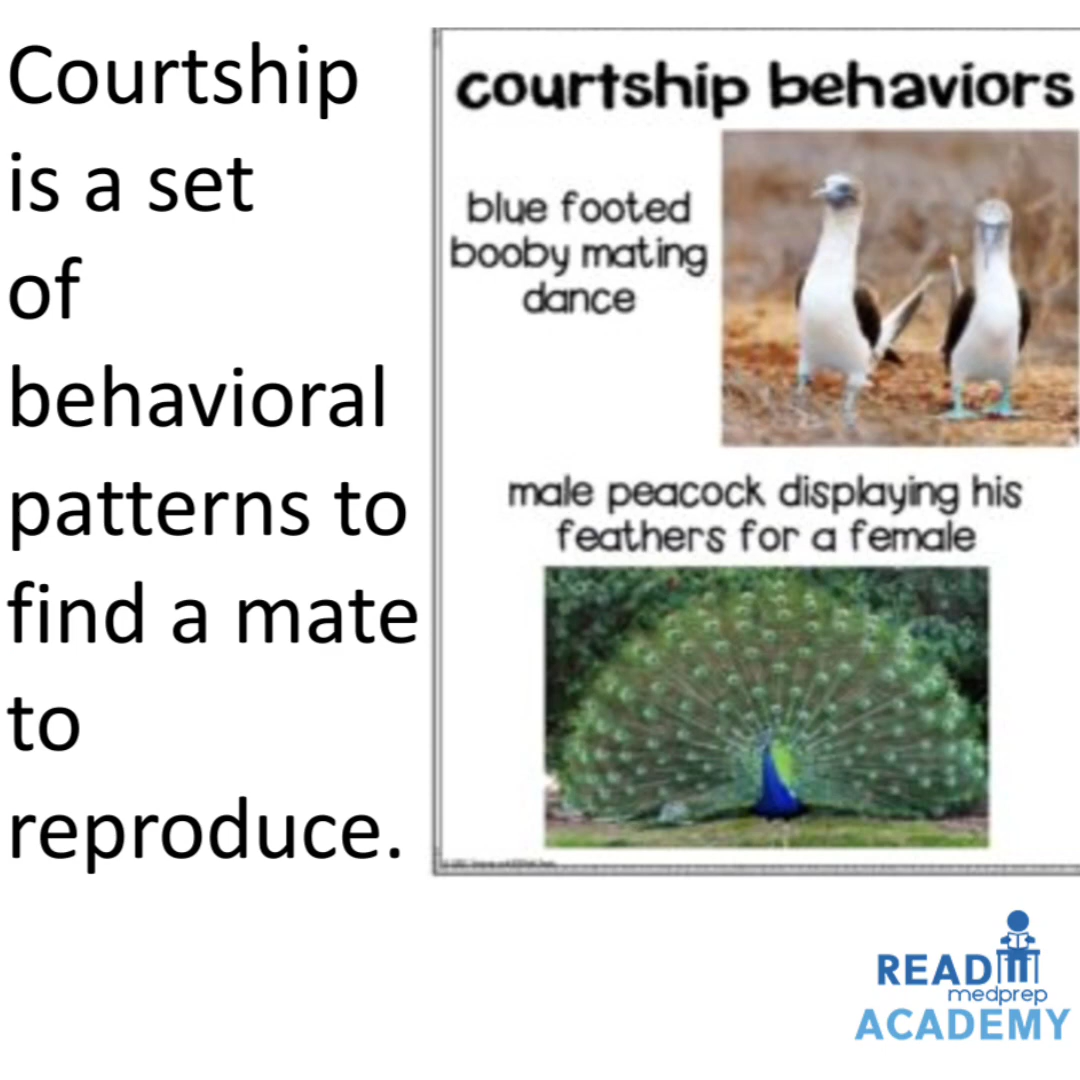 Courtship
is a set
of
behavioral
patterns to
find a mate
to
reproduce.
courtship behaviors
blue footed
booby mating
dance
male peacock displaying his
feathers for a female
READ
medprep
ACADEMY